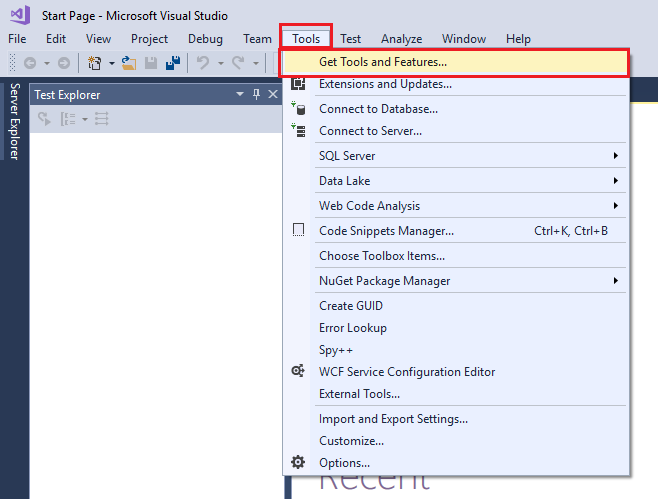 Start Page - Microsoft Visual Studio
File Edit View Project Debug Team Tools Test Analyze Window Help
Get Tools and Features...
Server Explorer
Test Explorer
Extensions and Updates...
Connect to Database...
Connect to Server...
SQL Server
Data Lake
Web Code Analysis
Code Snippets Manager... Ctrl+K, Ctrl+B
Choose Toolbox Items...
NuGet Package Manager
Create GUID
Error Lookup
Spy++
WCF Service Configuration Editor
External Tools...
Import and Export Settings...
Customize...
Options...
Recent